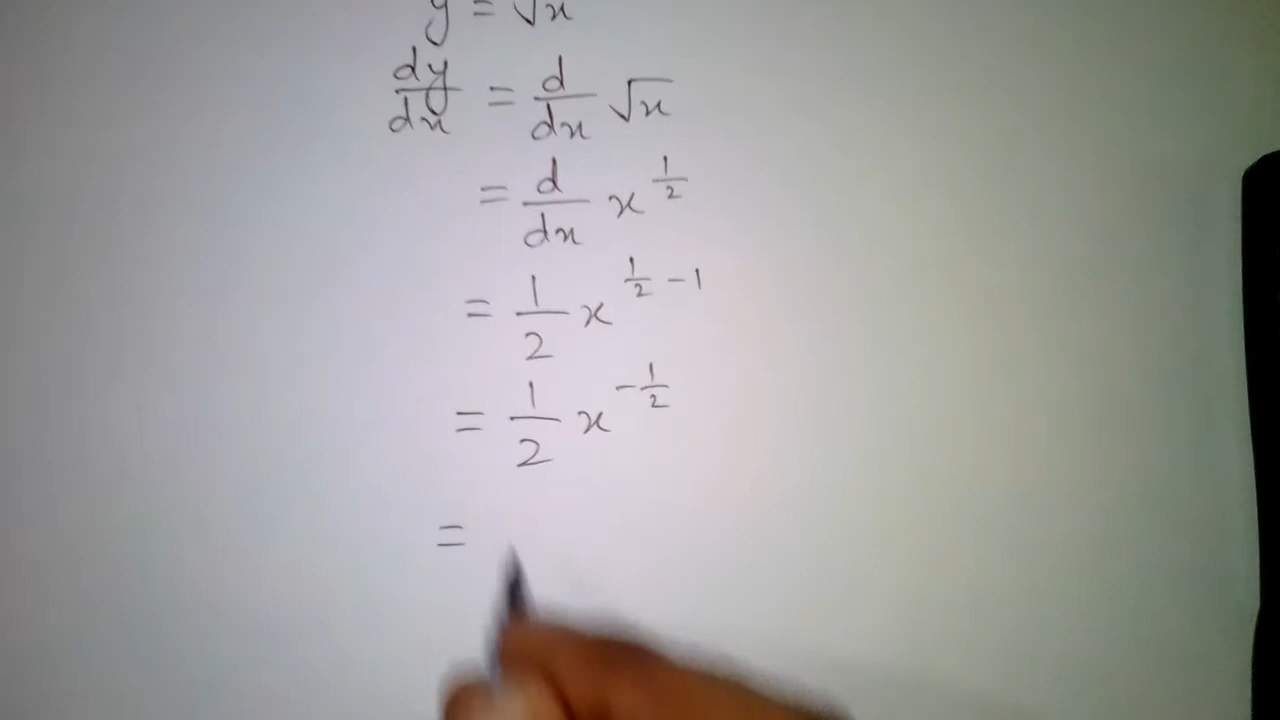 y = √x
dy/dx = d/dx √x
= d/dx x^(1/2)
= 1/2 x^(1/2 - 1)
= 1/2 x^(-1/2)
=